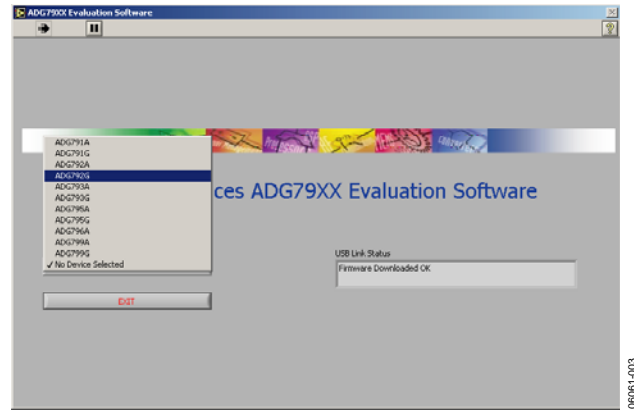 ADG79XX Evaluation Software
ADG791A
ADG791G
ADG792A
ADG792G
ADG793A
ADG793G
ADG795A
ADG795G
ADG796A
ADG799A
ADG799G
✓ No Device Selected
ces ADG79XX Evaluation Software
USB Link Status
Firmware Downloaded OK
EXIT
06061-003